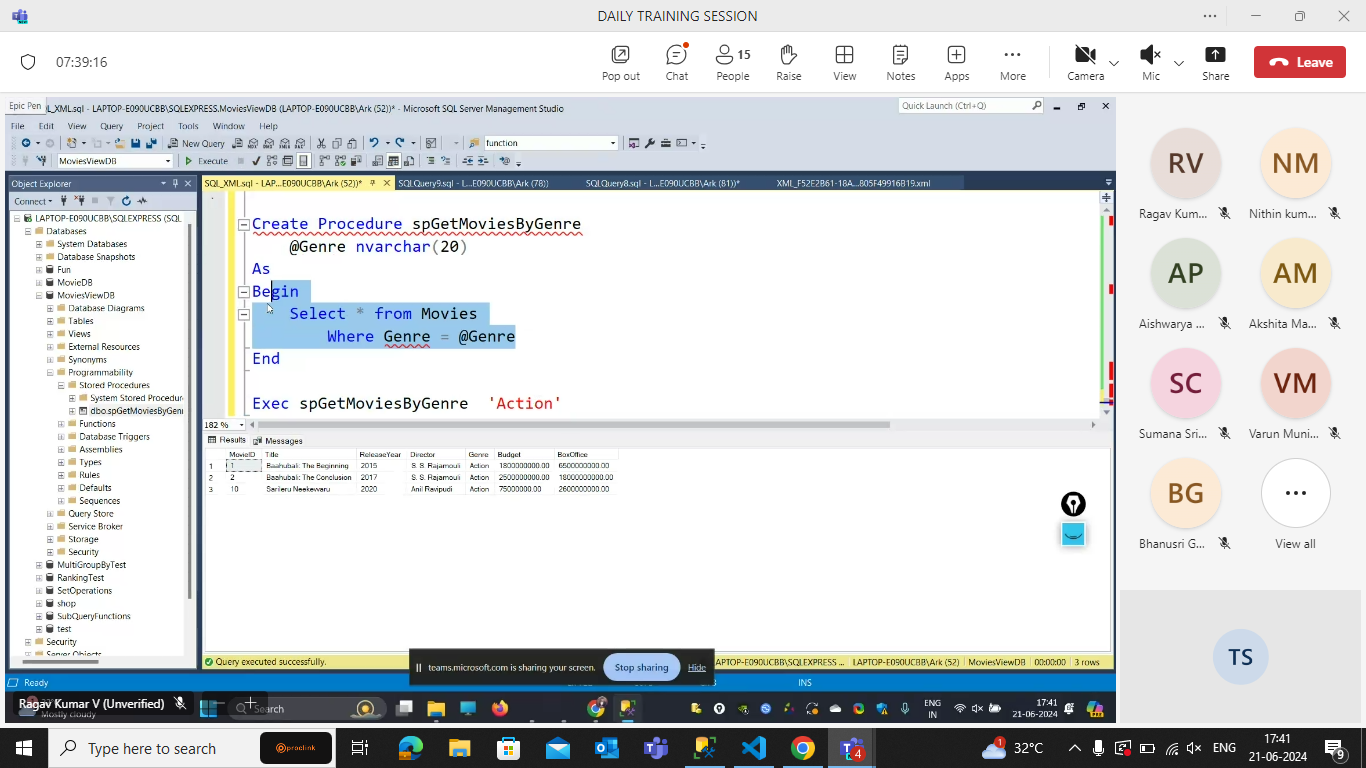 DAILY TRAINING SESSION
07:39:16
Pop out
Chat
15
People
Raise
View
Notes
Apps
More
Camera
Mic
Share
Leave
Epic Pen
L_XML.sql - LAPTOP-E090UCBB\SQLEXPRESS.MoviesViewDB (LAPTOP-E090UCBB\Ark (52))* - Microsoft SQL Server Management Studio
Quick Launch (Ctrl+Q)
File Edit View Query Project Tools Window Help
New Query
function
MoviesViewDB
Execute
Object Explorer
SQL_XML.sql - LAP...E090UCBB\Ark (52))*
SQLQuery9.sql - L...E090UCBB\Ark (78))
SQLQuery8.sql - L...E090UCBB\Ark (81))*
XML_F52E2B61-18A...B05F49916B19.xml
Connect
LAPTOP-E090UCBB\SQLEXPRESS (SQL
Databases
System Databases
Database Snapshots
Fun
MovieDB
MoviesViewDB
Database Diagrams
Tables
Views
External Resources
Synonyms
Programmability
Stored Procedures
System Stored Procedur
dbo.spGetMoviesByGen
Functions
Database Triggers
Assemblies
Types
Rules
Defaults
Sequences
Query Store
Service Broker
Storage
Security
MultiGroupByTest
RankingTest
SetOperations
shop
SubQueryFunctions
test
Security
Server Objects
Create Procedure spGetMoviesByGenre
@Genre nvarchar(20)
As
Begin
Select * from Movies
Where Genre = @Genre
End
Exec spGetMoviesByGenre 'Action'
182 %
Results Messages
MovieID Title ReleaseYear Director Genre Budget BoxOffice
1 1 Baahubali: The Beginning 2015 S. S. Rajamouli Action 1800000000.00 6500000000.00
2 2 Baahubali: The Conclusion 2017 S. S. Rajamouli Action 2500000000.00 18000000000.00
3 10 Sarileru Neekevvaru 2020 Anil Ravipudi Action 75000000.00 2600000000.00
Query executed successfully.
LAPTOP-E090UCBB\SQLEXPRESS ...
LAPTOP-E090UCBB\Ark (52)
MoviesViewDB
00:00:00
3 rows
teams.microsoft.com is sharing your screen.
Stop sharing
Hide
Ready
INS
Ragav Kumar V (Unverified)
Mostly cloudy
Search
ENG
IN
17:41
21-06-2024
RV
Ragav Kum...
NM
Nithin kum...
AP
Aishwarya ...
AM
Akshita Ma...
SC
Sumana Sri...
VM
Varun Muni...
BG
Bhanusri G...
View all
TS
Type here to search
proclink
4
1
32°C
ENG
17:41
21-06-2024
9